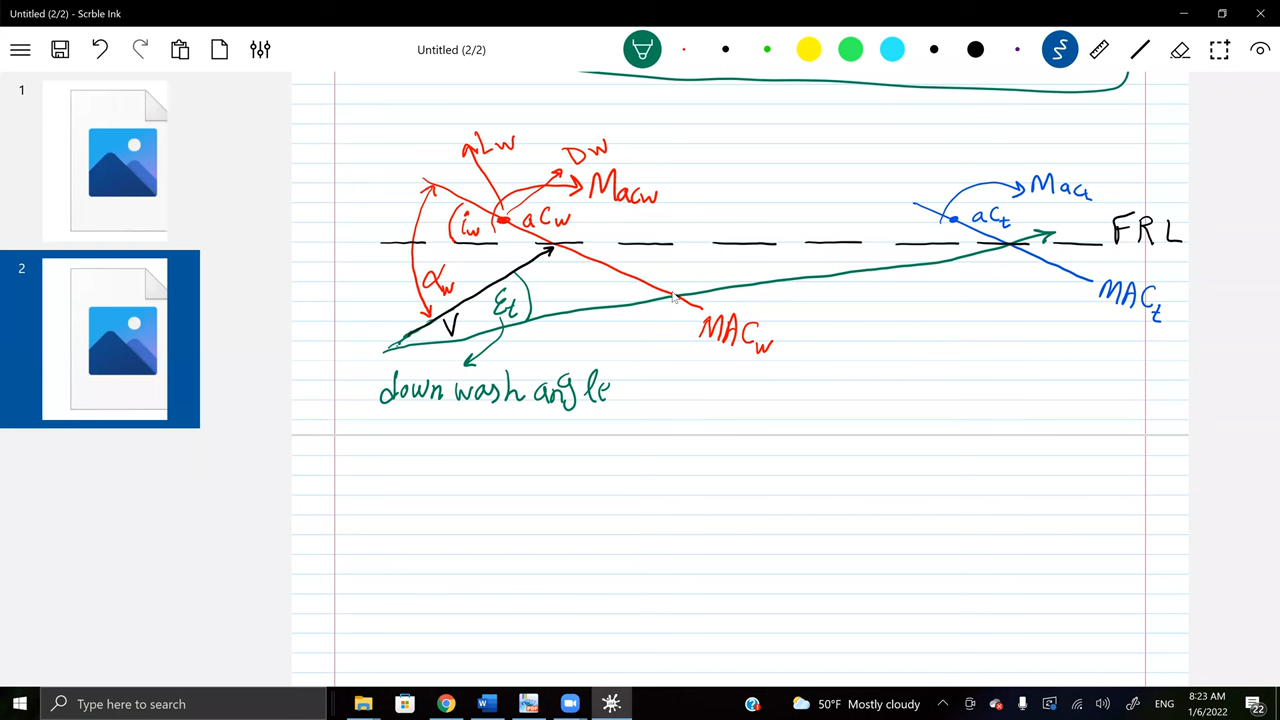 Untitled (2/2) - Scrble Ink
Untitled (2/2)
1
2
Lw
Dw
Macw
iw
acw
αw
V
εt
MACw
down wash angle
Mact
act
FRL
MACt
Type here to search
50°F Mostly cloudy
ENG
8:23 AM
1/6/2022
22